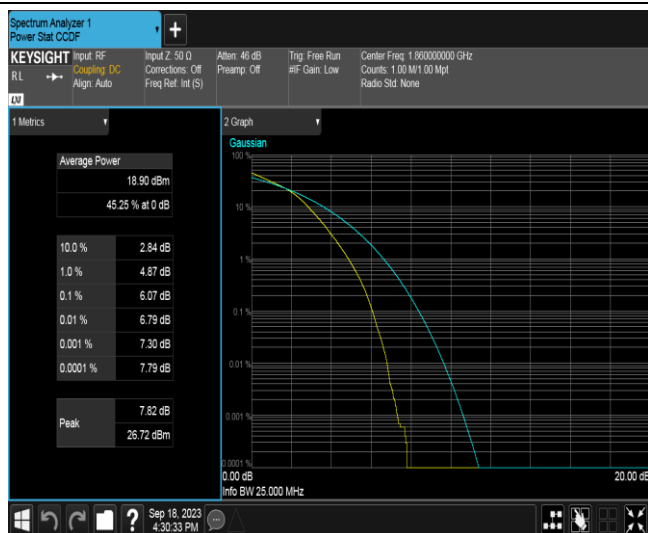 Spectrum Analyzer 1
Power Stat CCDF
+
KEYSIGHT
RL
LXI
Input: RF
Coupling: DC
Align: Auto
Input Z: 50 Ω
Corrections: Off
Freq Ref: Int (S)
Atten: 46 dB
Preamp: Off
Trig: Free Run
#IF Gain: Low
Center Freq: 1.860000000 GHz
Counts: 1.00 M/1.00 Mpt
Radio Std: None
1 Metrics
Average Power
18.90 dBm
45.25 % at 0 dB
10.0 % 2.84 dB
1.0 % 4.87 dB
0.1 % 6.07 dB
0.01 % 6.79 dB
0.001 % 7.30 dB
0.0001 % 7.79 dB
Peak 7.82 dB
26.72 dBm
2 Graph
Gaussian
100 %
10 %
1 %
0.1 %
0.01 %
0.001 %
0.0001 %
0.00 dB 20.00 dB
Info BW 25.000 MHz
?
Sep 18, 2023
4:30:33 PM